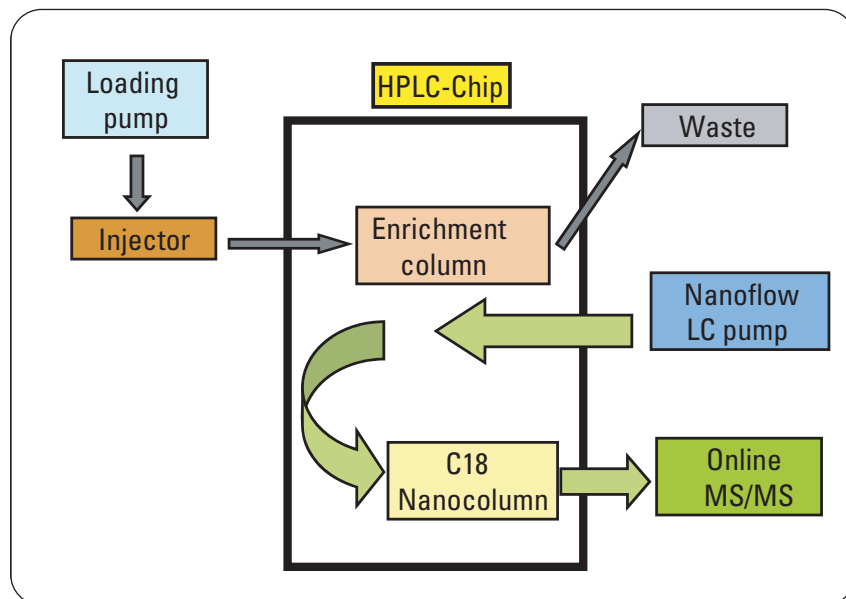 Loading
pump
HPLC-Chip
Waste
Injector
Enrichment
column
Nanoflow
LC pump
C18
Nanocolumn
Online
MS/MS